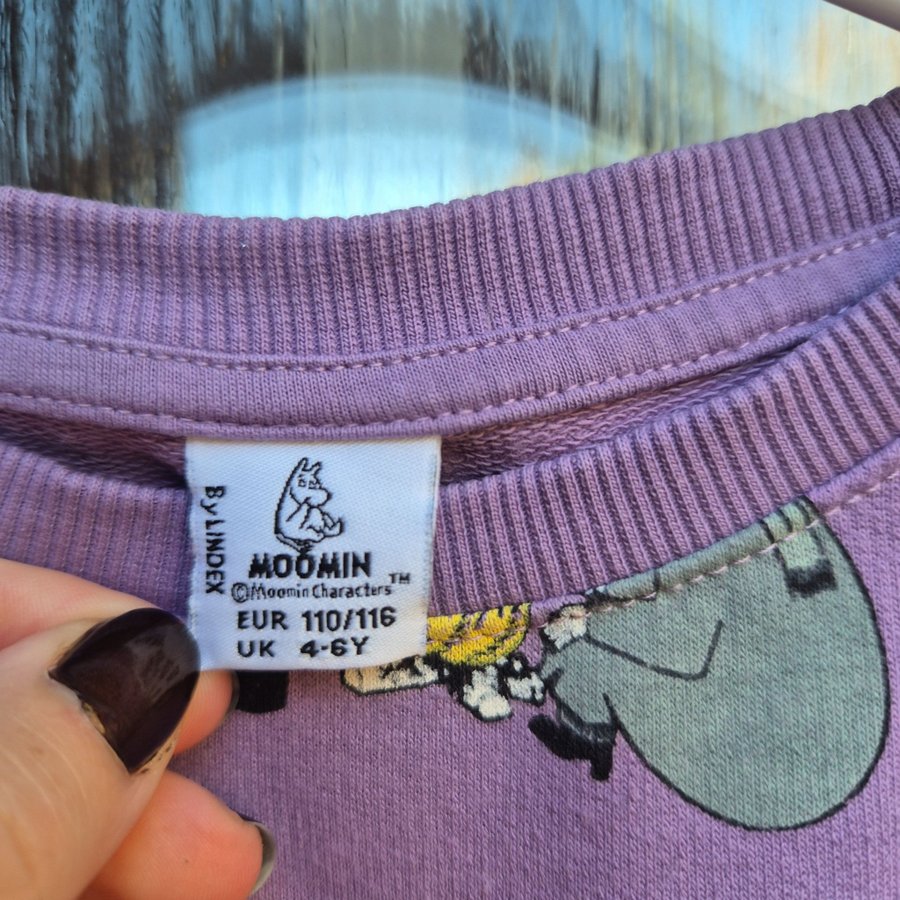 By LINDEX
MOOMIN
©Moomin Characters™
EUR 110/116
UK 4-6Y